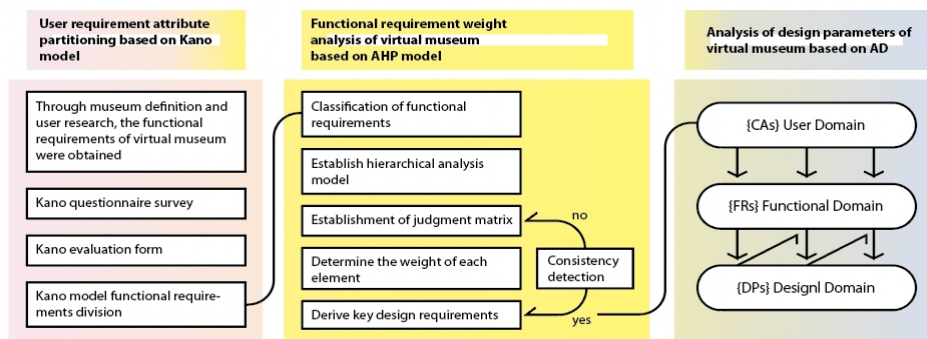 User requirement attribute
partitioning based on Kano
model
Functional requirement weight
analysis of virtual museum
based on AHP model
Analysis of design parameters of
virtual museum based on AD
Through museum definition and
user research, the functional
requirements of virtual museum
were obtained
Kano questionnaire survey
Kano evaluation form
Kano model functional require-
ments division
Classification of functional
requirements
Establish hierarchical analysis
model
Establishment of judgment matrix
Determine the weight of each
element
Derive key design requirements
no
Consistency
detection
yes
{CAs} User Domain
{FRs} Functional Domain
{DPs} Designl Domain